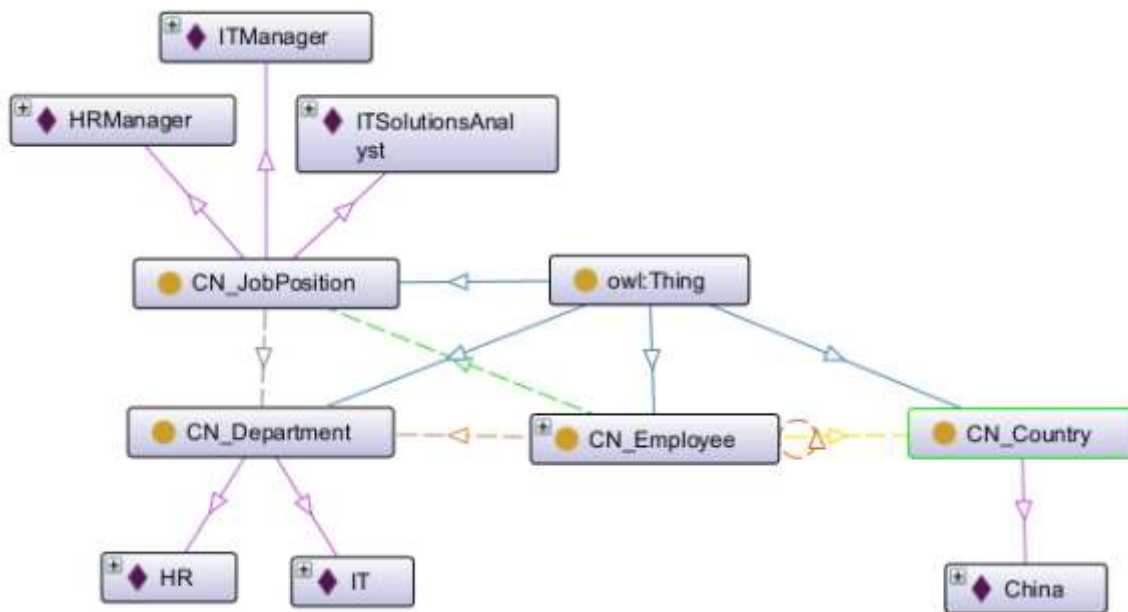 ITManager
HRManager
ITSolutionsAnal
yst
CN_JobPosition
owl:Thing
CN_Department
CN_Employee
CN_Country
HR
IT
China